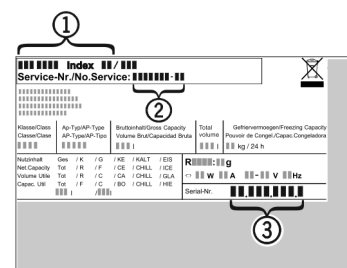 1
Index /
Service-Nr./No.Service: -
2
Klasse/Class
Classe/Clase
Ap-Typ/AP-Type
AP-Type/AP-Tipo
Bruttoinhalt/Gross Capacity
Volume Brut/Capacidad Bruta
l
Total
volume
l
Gefriervermoegen/Freezing Capacity
Pouvoir de Congel./Capac.Congeladora
kg / 24 h
Nutzinhalt Ges / K / G / KE / KALT / EIS
Net.Capacity Tot / R / F / CE / CHILL / ICE
Volume Utile Tot / R / C / CA / CHILL / GLA
Capac. Util Tot / F / C / BO / CHILL / HIE
l / l
R : g
W A - V Hz
Serial-Nr. . . .
3